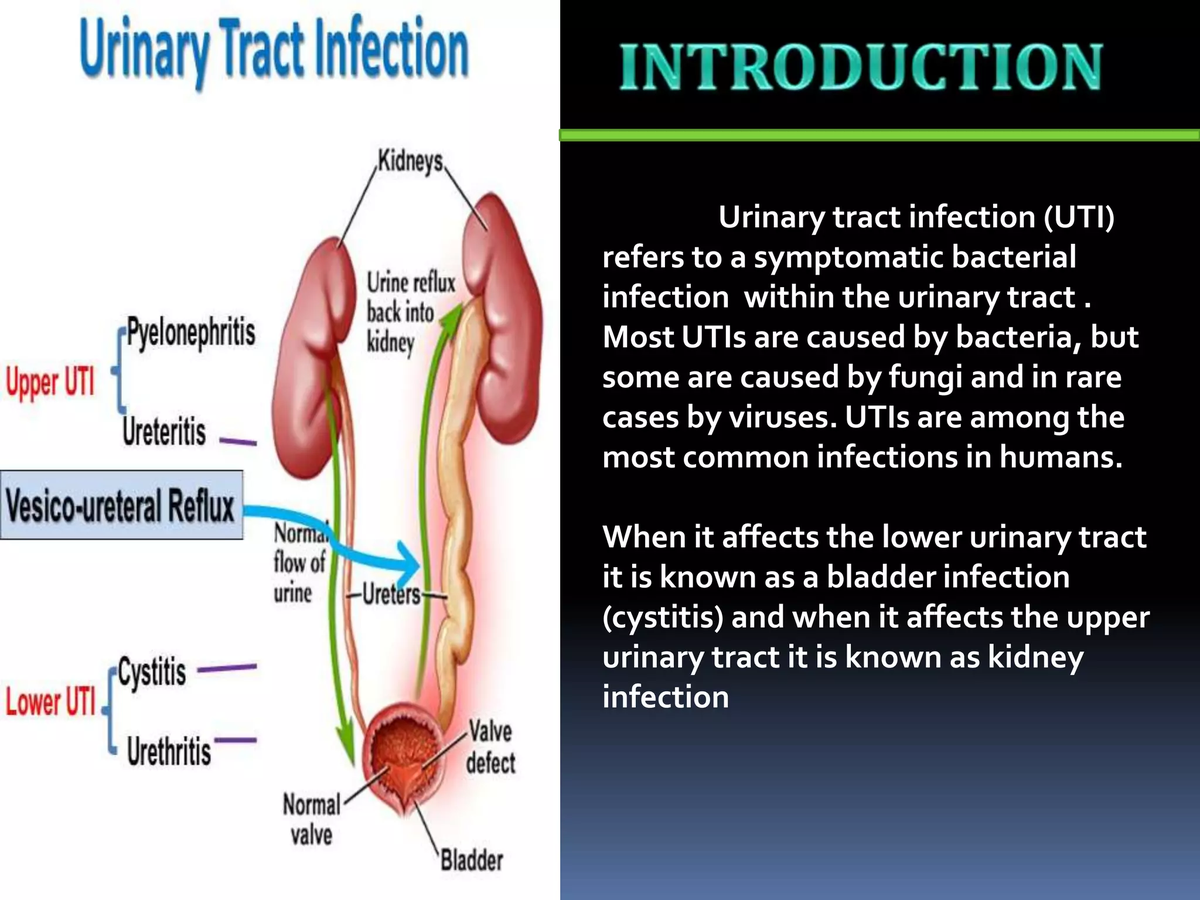 Urinary Tract Infection
Kidneys
Urine reflux
back into
kidney
Pyelonephritis
Upper UTI
Ureteritis
Vesico-ureteral Reflux
Normal
flow of
urine
Ureters
Cystitis
Lower UTI
Urethritis
Valve
defect
Normal
valve
Bladder
INTRODUCTION
Urinary tract infection (UTI)
refers to a symptomatic bacterial
infection within the urinary tract .
Most UTIs are caused by bacteria, but
some are caused by fungi and in rare
cases by viruses. UTIs are among the
most common infections in humans.
When it affects the lower urinary tract
it is known as a bladder infection
(cystitis) and when it affects the upper
urinary tract it is known as kidney
infection